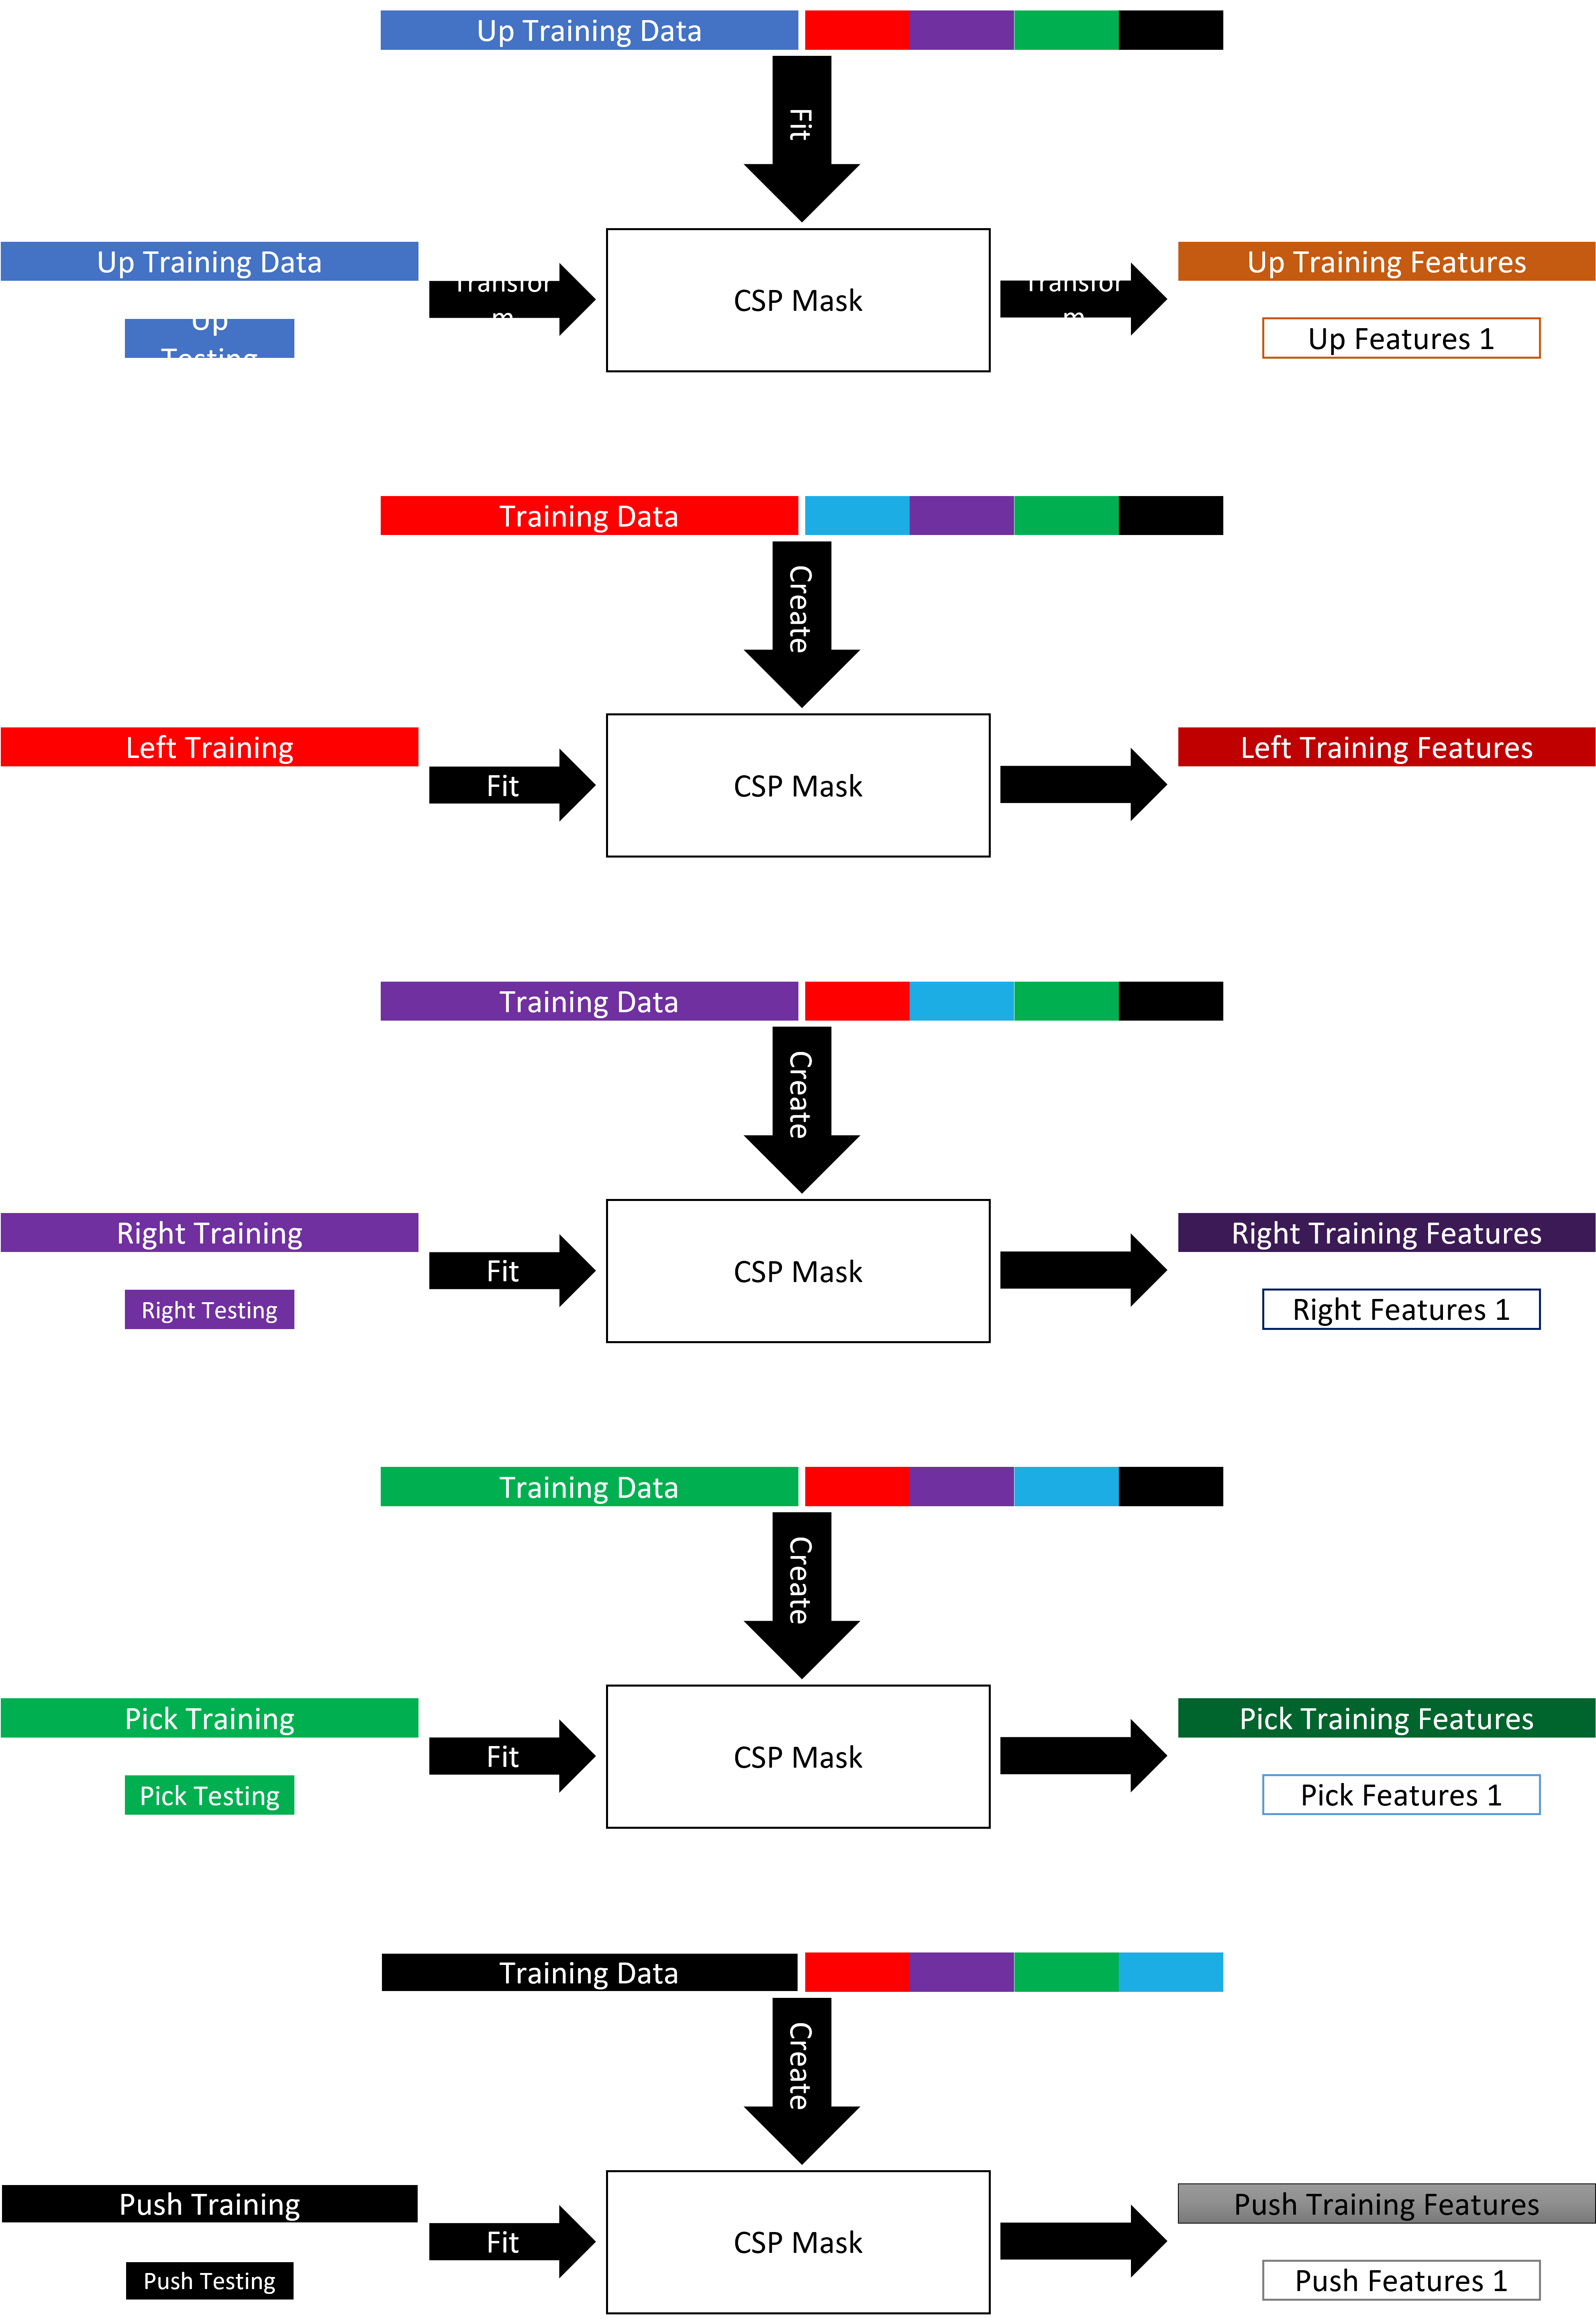 Up Training Data
Fit
Up Training Data
Transfor
m
CSP Mask
Transfor
m
Up Training Features
Up
Testing
Up Features 1
Training Data
Create
Left Training
Fit
CSP Mask
Left Training Features
Training Data
Create
Right Training
Fit
CSP Mask
Right Training Features
Right Testing
Right Features 1
Training Data
Create
Pick Training
Fit
CSP Mask
Pick Training Features
Pick Testing
Pick Features 1
Training Data
Create
Push Training
Fit
CSP Mask
Push Training Features
Push Testing
Push Features 1